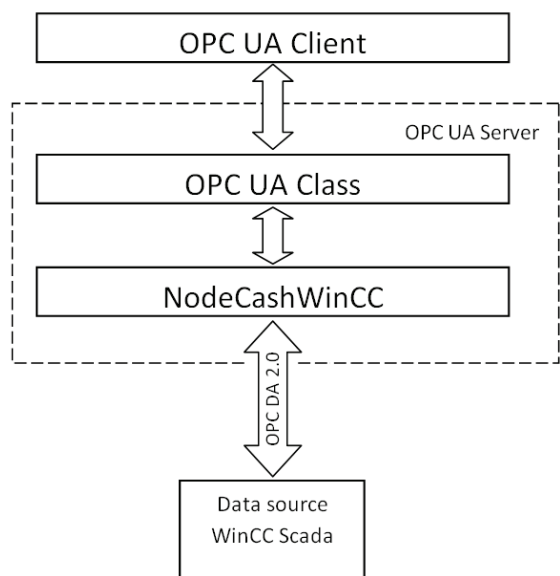 OPC UA Client
OPC UA Server
OPC UA Class
NodeCashWinCC
OPC DA 2.0
Data source
WinCC Scada